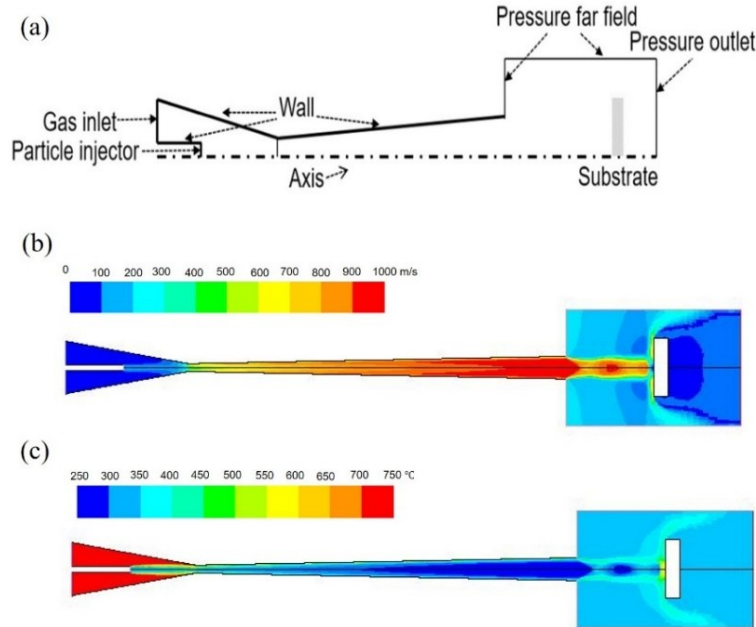 (a)
Pressure far field
Pressure outlet
Wall
Gas inlet
Particle injector
Axis
Substrate
(b)
0 100 200 300 400 500 600 700 800 900 1000 m/s
(c)
250 300 350 400 450 500 550 600 650 700 750 °C